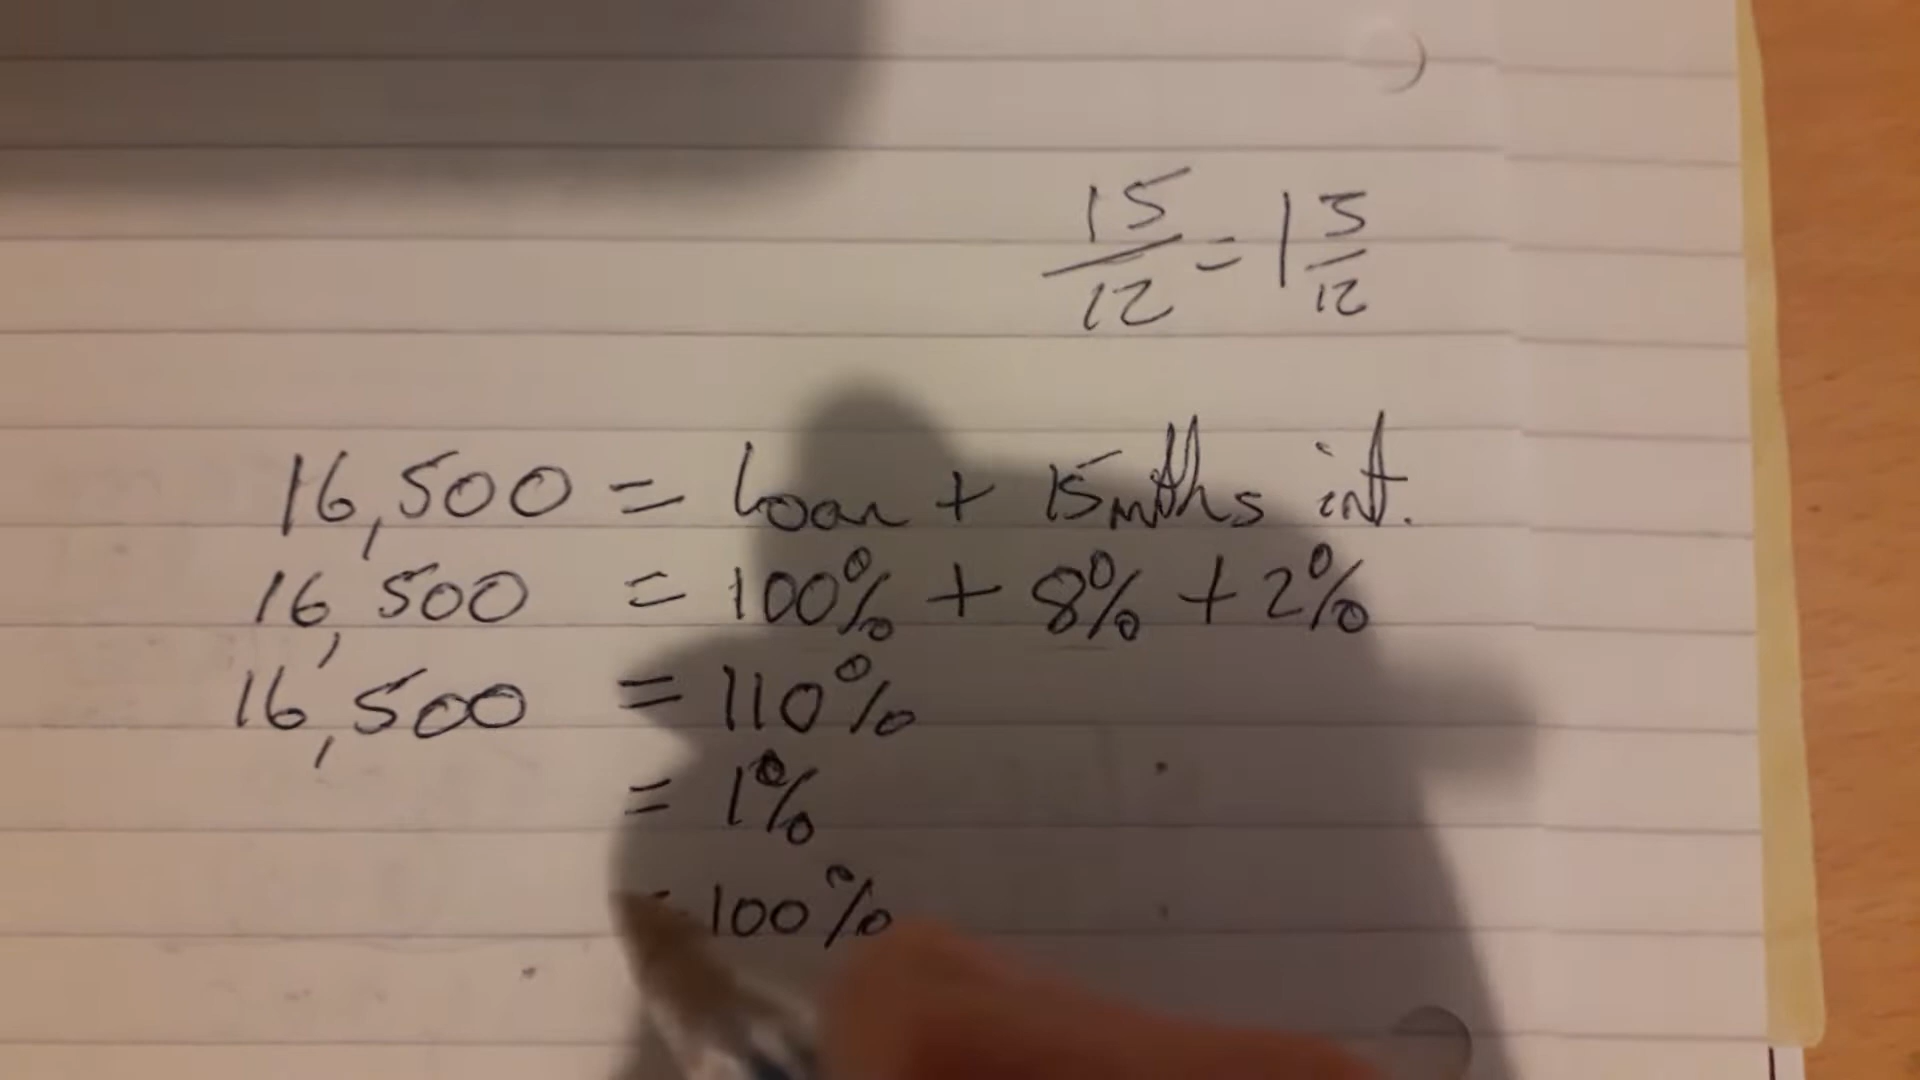 15/12 = 1 3/12
16,500 = Loan + 15mths int.
16,500 = 100% + 8% + 2%
16,500 = 110%
= 1%
= 100%